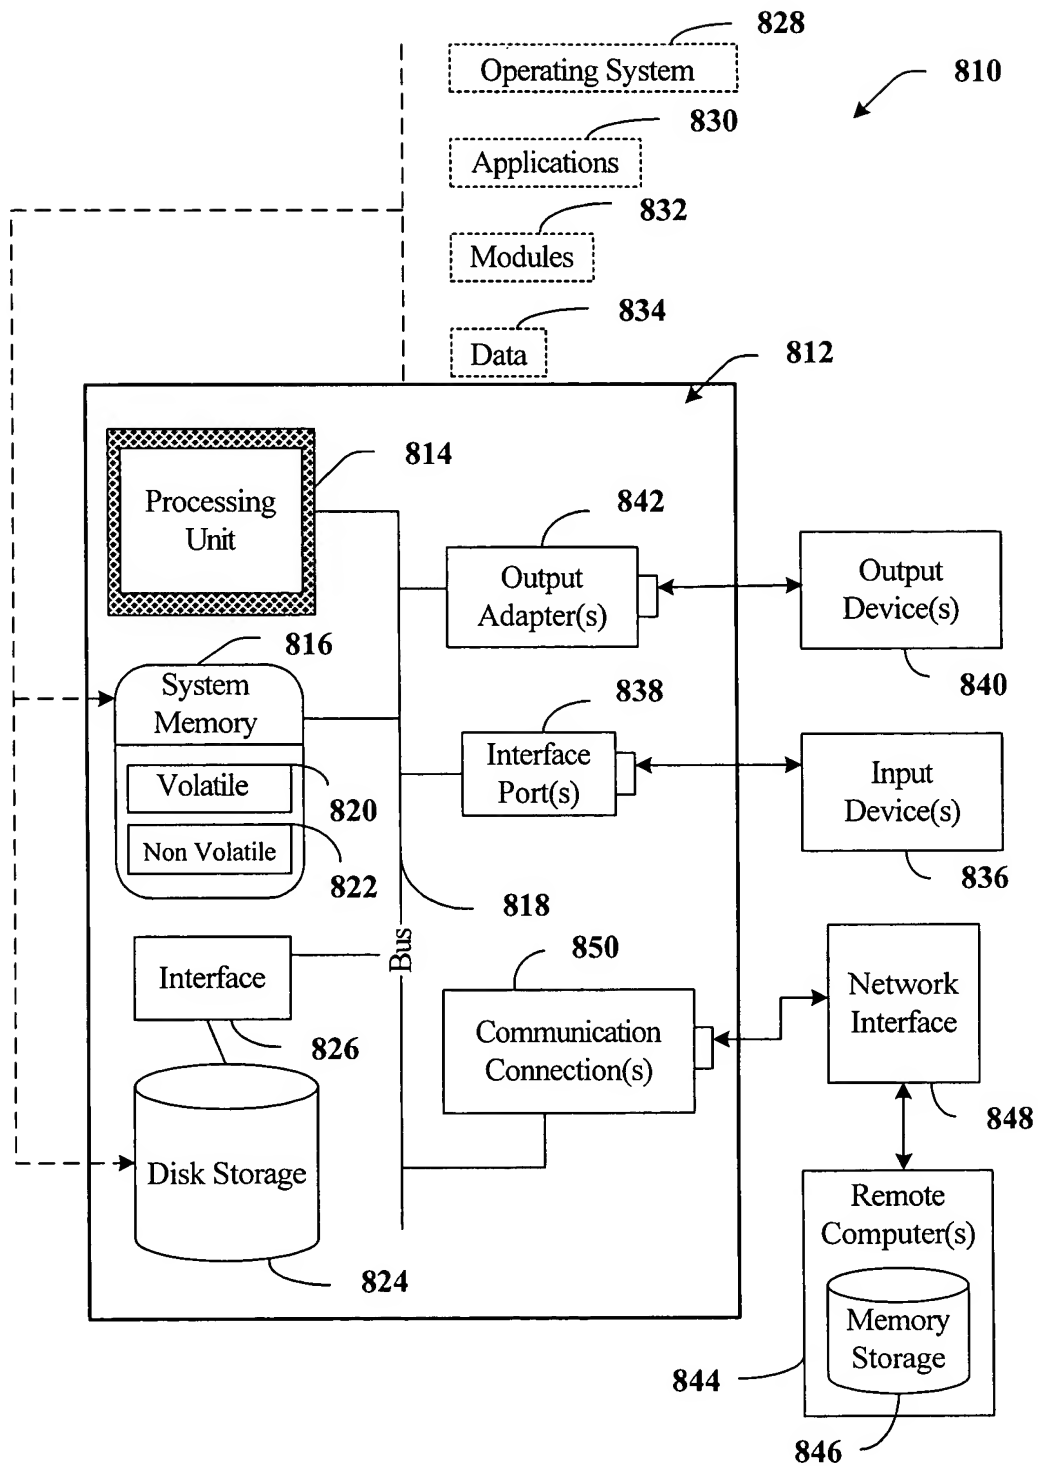 828
Operating System
810
830
Applications
832
Modules
834
Data
812
814
Processing
Unit
842
Output
Adapter(s)
Output
Device(s)
840
816
System
Memory
838
Interface
Port(s)
Input
Device(s)
836
Volatile
820
Non Volatile
822
818
Bus
850
Interface
826
Communication
Connection(s)
Network
Interface
848
Disk Storage
824
Remote
Computer(s)
Memory
Storage
844
846